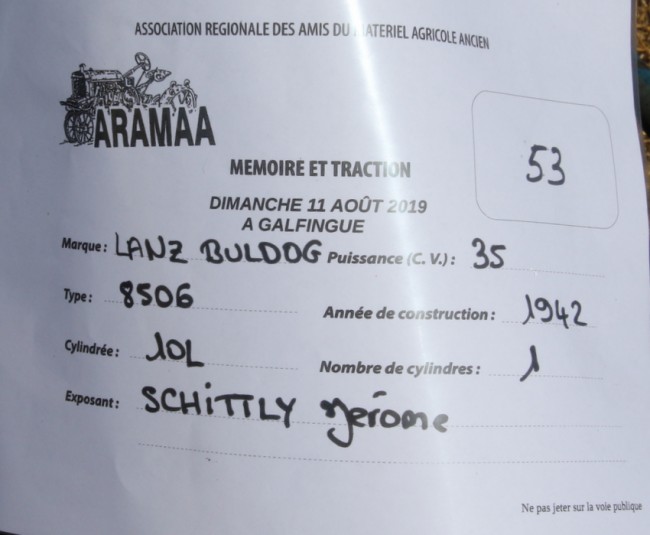 ASSOCIATION REGIONALE DES AMIS DU MATERIEL AGRICOLE ANCIEN
ARAMAA
53
MEMOIRE ET TRACTION
DIMANCHE 11 AOÛT 2019
A GALFINGUE
Marque : LANZ BULDOG Puissance (C. V.) : 35
Type : 8506 Année de construction : 1942
Cylindrée : 10L Nombre de cylindres : 1
Exposant : SCHiTTLY Jerome
Ne pas jeter sur la voie publique